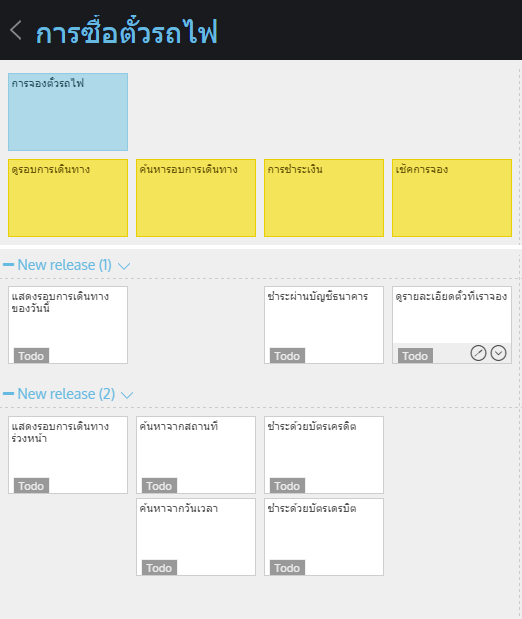 การซื้อตั๋วรถไฟ
การจองตั๋วรถไฟ
ดูรอบการเดินทาง
ค้นหารอบการเดินทาง
การชำระเงิน
เช็คการจอง
New release (1)
แสดงรอบการเดินทาง
ของวันนี้
Todo
ชำระผ่านบัญชีธนาคาร
Todo
ดูรายละเอียดตั๋วที่เราจอง
Todo
New release (2)
แสดงรอบการเดินทาง
ร่วงหน้า
Todo
ค้นหาจากสถานที่
Todo
ชำระด้วยบัตรเครดิต
Todo
ค้นหาจากวันเวลา
Todo
ชำระด้วยบัตรเดรบิต
Todo